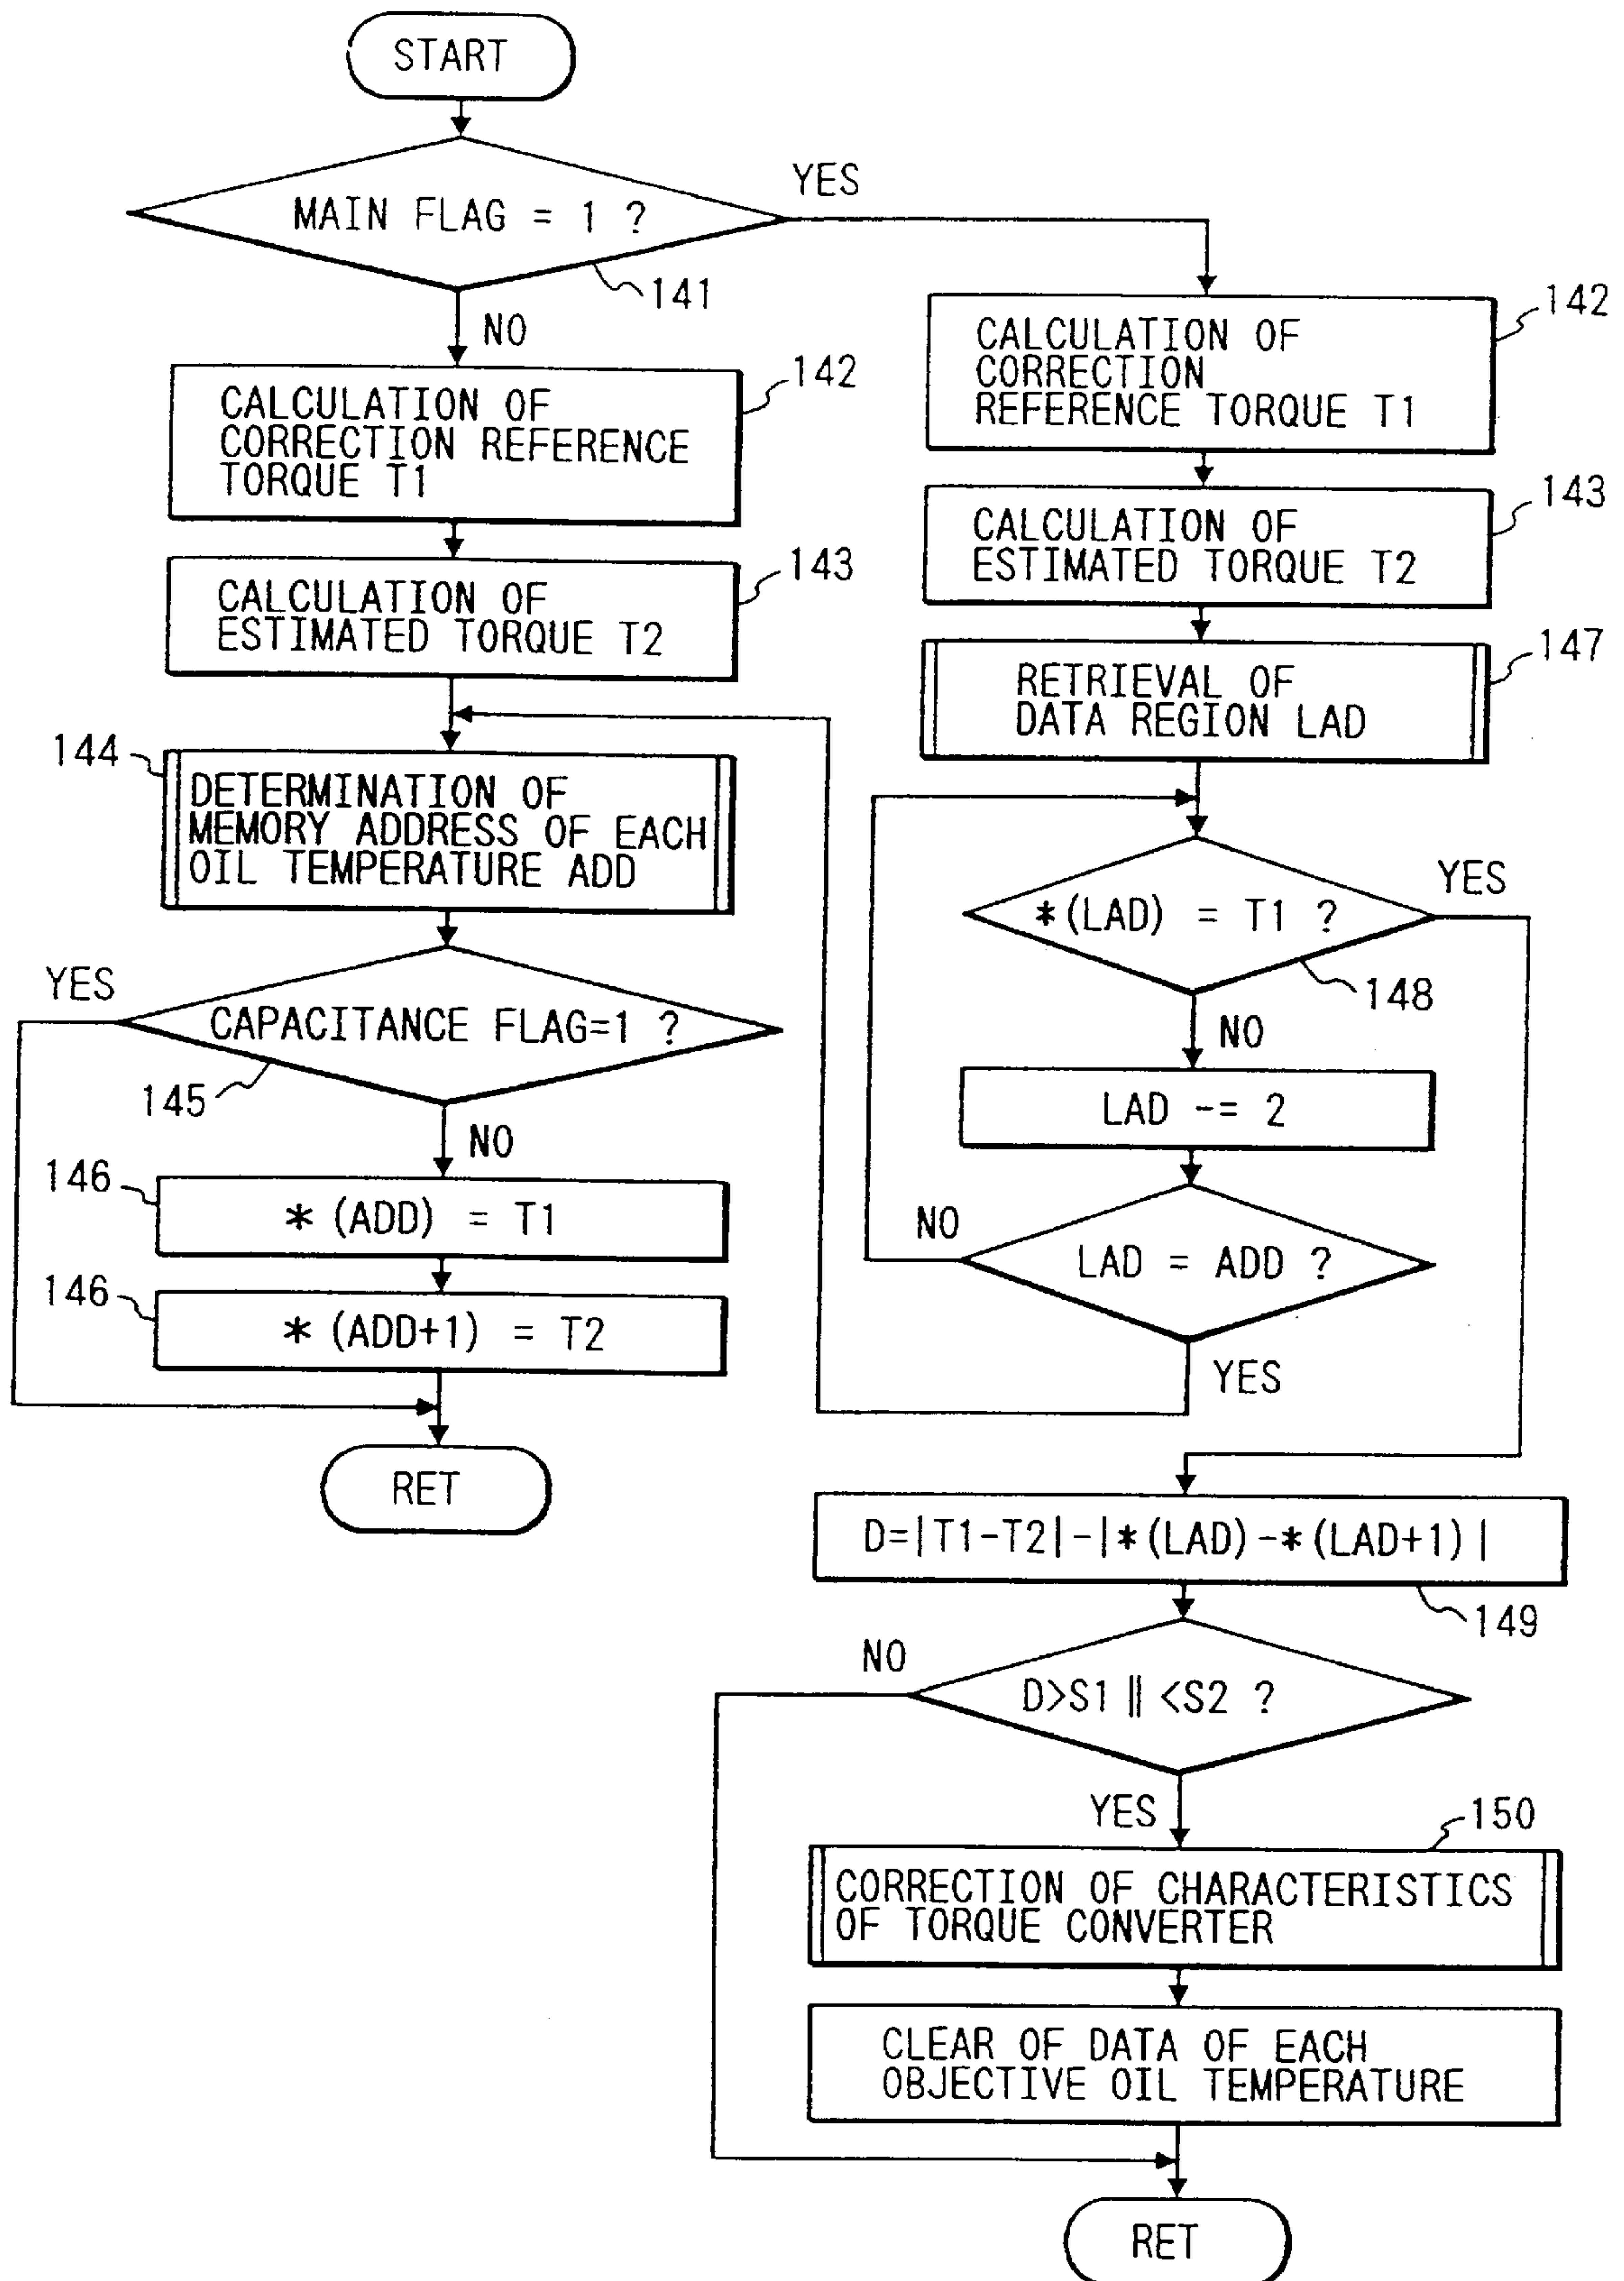 START
MAIN FLAG = 1 ?
YES
141
NO
142
CALCULATION OF
CORRECTION REFERENCE
TORQUE T1
143
CALCULATION OF
ESTIMATED TORQUE T2
144
DETERMINATION OF
MEMORY ADDRESS OF EACH
OIL TEMPERATURE ADD
YES
CAPACITANCE FLAG=1 ?
145
NO
146
*(ADD) = T1
146
*(ADD+1) = T2
RET
142
CALCULATION OF
CORRECTION
REFERENCE TORQUE T1
143
CALCULATION OF
ESTIMATED TORQUE T2
147
RETRIEVAL OF
DATA REGION LAD
YES
*(LAD) = T1 ?
148
NO
LAD -= 2
NO
LAD = ADD ?
YES
D=|T1-T2|-|*(LAD)-*(LAD+1)|
149
NO
D>S1 || <S2 ?
YES
150
CORRECTION OF CHARACTERISTICS
OF TORQUE CONVERTER
CLEAR OF DATA OF EACH
OBJECTIVE OIL TEMPERATURE
RET